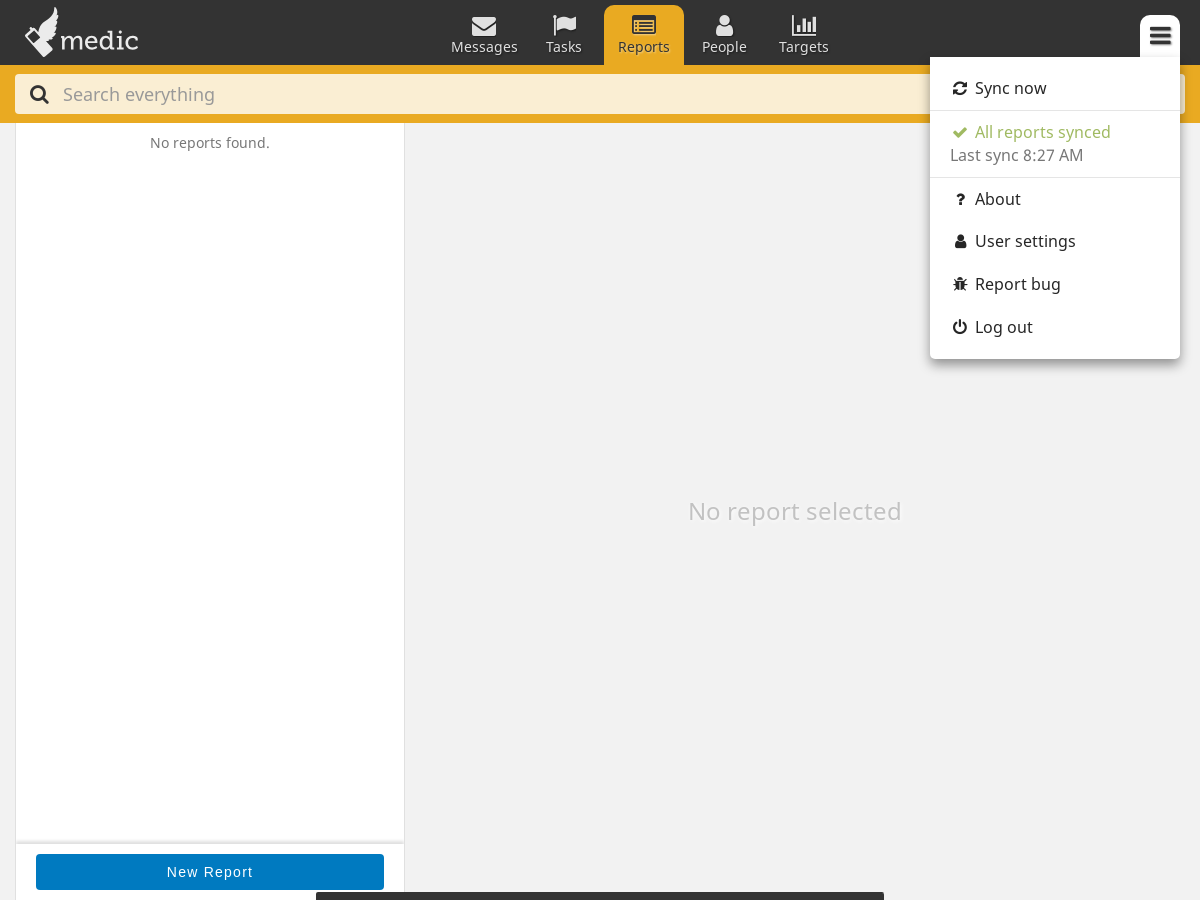 medic
Messages
Tasks
Reports
People
Targets
Search everything
Sync now
All reports synced
Last sync 8:27 AM
About
User settings
Report bug
Log out
No reports found.
No report selected
New Report